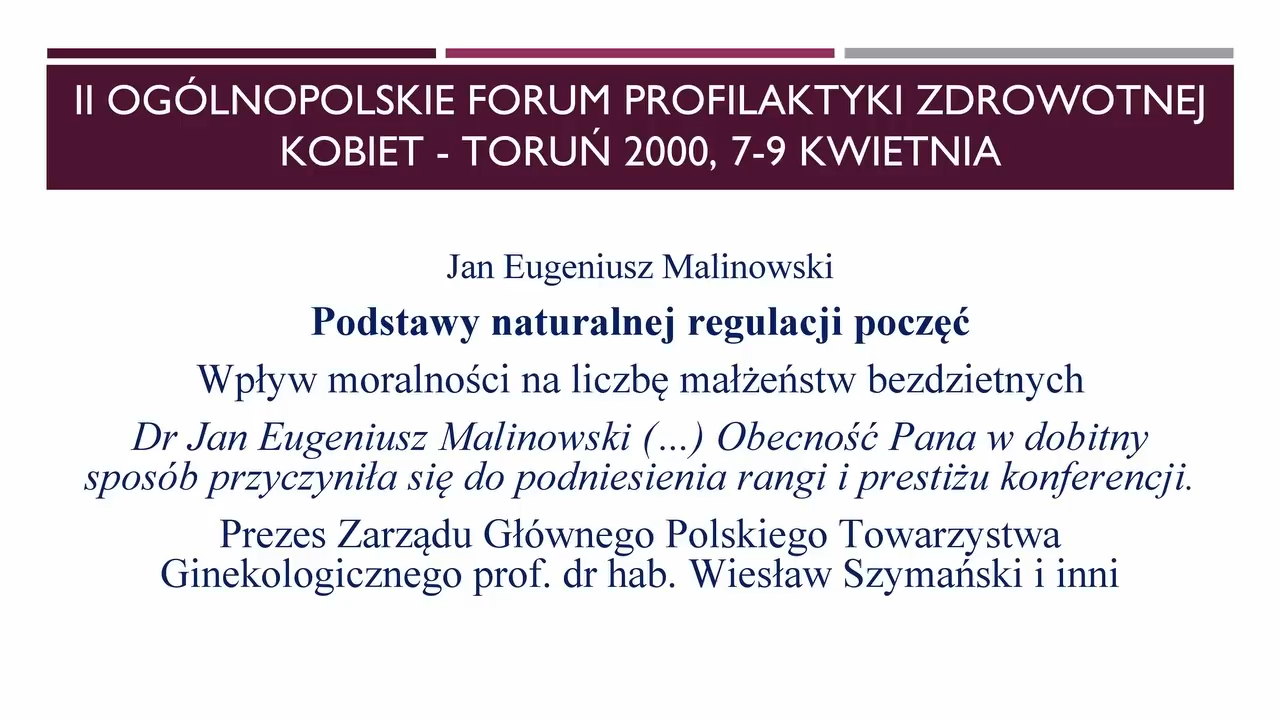 II OGÓLNOPOLSKIE FORUM PROFILAKTYKI ZDROWOTNEJ
KOBIET - TORUŃ 2000, 7-9 KWIETNIA
Jan Eugeniusz Malinowski
Podstawy naturalnej regulacji poczęć
Wpływ moralności na liczbę małżeństw bezdzietnych
Dr Jan Eugeniusz Malinowski (...) Obecność Pana w dobitny
sposób przyczyniła się do podniesienia rangi i prestiżu konferencji.
Prezes Zarządu Głównego Polskiego Towarzystwa
Ginekologicznego prof. dr hab. Wiesław Szymański i inni